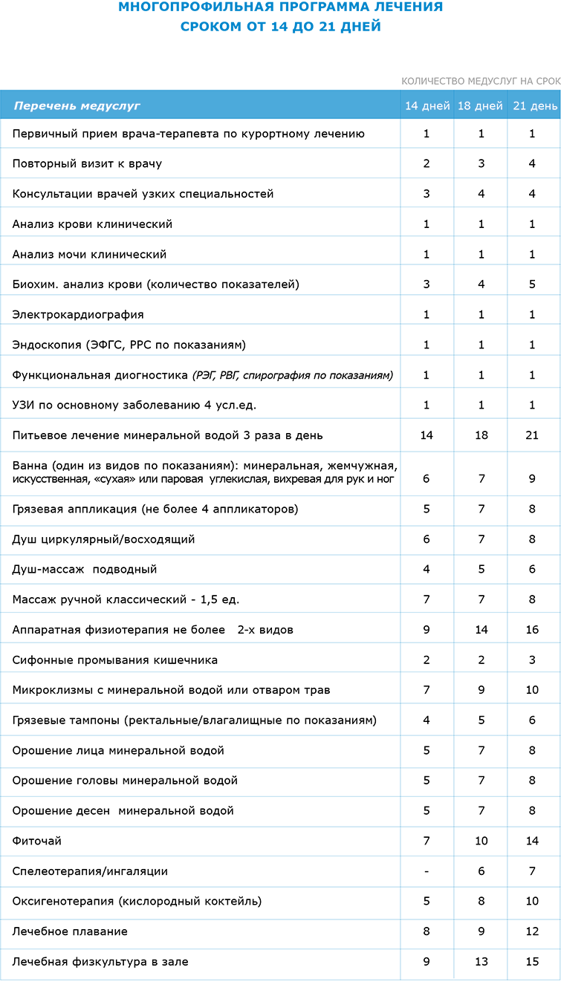 МНОГОПРОФИЛЬНАЯ ПРОГРАММА ЛЕЧЕНИЯ
СРОКОМ ОТ 14 ДО 21 ДНЕЙ
КОЛИЧЕСТВО МЕДУСЛУГ НА СРОК
Перечень медуслуг 14 дней 18 дней 21 день
Первичный прием врача-терапевта по курортному лечению 1 1 1
Повторный визит к врачу 2 3 4
Консультации врачей узких специальностей 3 4 4
Анализ крови клинический 1 1 1
Анализ мочи клинический 1 1 1
Биохим. анализ крови (количество показателей) 3 4 5
Электрокардиография 1 1 1
Эндоскопия (ЭФГС, РРС по показаниям) 1 1 1
Функциональная диогностика (РЭГ, РВГ, спирография по показаниям) 1 1 1
УЗИ по основному заболеванию 4 усл.ед. 1 1 1
Питьевое лечение минеральной водой 3 раза в день 14 18 21
Ванна (один из видов по показаниям): минеральная, жемчужная,
искусственная, «сухая» или паровая углекислая, вихревая для рук и ног 6 7 9
Грязевая аппликация (не более 4 аппликаторов) 5 7 8
Душ циркулярный/восходящий 6 7 8
Душ-массаж подводный 4 5 6
Массаж ручной классический - 1,5 ед. 7 7 8
Аппаратная физиотерапия не более 2-х видов 9 14 16
Сифонные промывания кишечника 2 2 3
Микроклизмы с минеральной водой или отваром трав 7 9 10
Грязевые тампоны (ректальные/влагалищные по показаниям) 4 5 6
Орошение лица минеральной водой 5 7 8
Орошение головы минеральной водой 5 7 8
Орошение десен минеральной водой 5 7 8
Фиточай 7 10 14
Спелеотерапия/ингаляции - 6 7
Оксигенотерапия (кислородный коктейль) 5 8 10
Лечебное плавание 8 9 12
Лечебная физкультура в зале 9 13 15